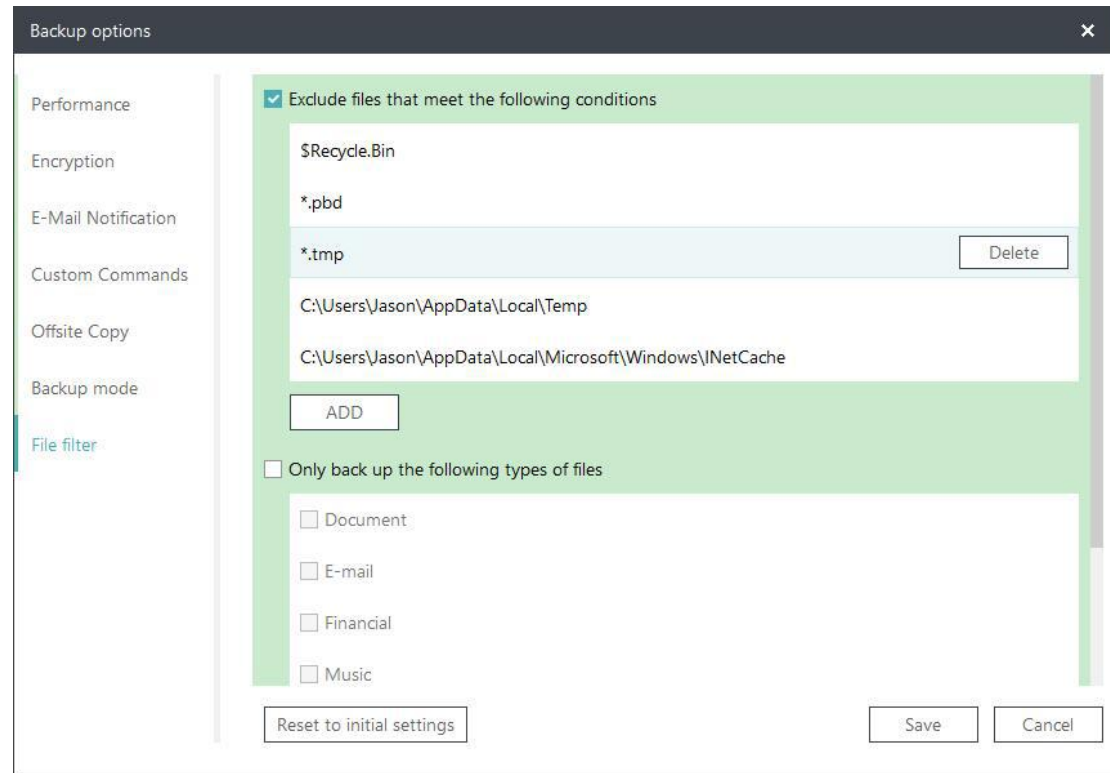 Backup options
Performance
Encryption
E-Mail Notification
Custom Commands
Offsite Copy
Backup mode
File filter
Exclude files that meet the following conditions
$Recycle.Bin
*.pbd
*.tmp
Delete
C:\Users\Jason\AppData\Local\Temp
C:\Users\Jason\AppData\Local\Microsoft\Windows\INetCache
ADD
Only back up the following types of files
Document
E-mail
Financial
Music
Reset to initial settings
Save
Cancel